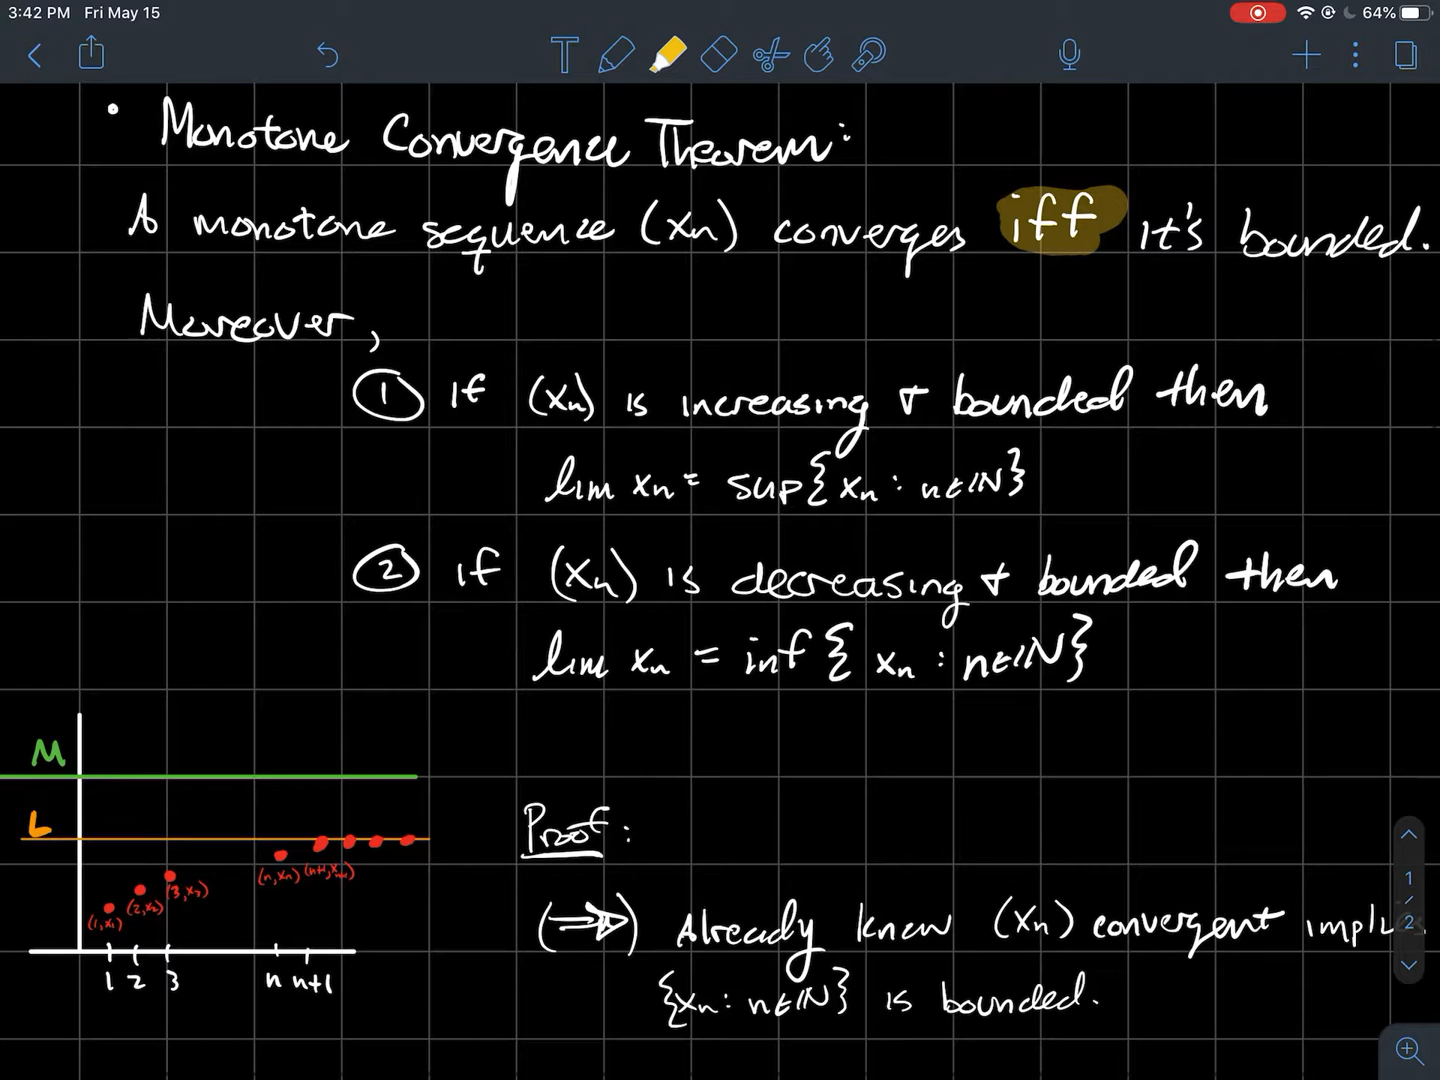 3:42 PM Fri May 15
64%
• Monotone Convergence Theorem:
A monotone sequence (xn) converges iff it's bounded.
Moreover,
① If (xn) is increasing & bounded then
lim xn = sup{xn : n∈ℕ}
② if (xn) is decreasing & bounded then
lim xn = inf{xn : n∈ℕ}
M
L
(1,x1) (2,x2) (3,x3) (n,xn) (n+1,xn+1)
1 2 3 n n+1
Proof:
(⟹) Already know (xn) convergent
{xn : n∈ℕ} is bounded.
1
/
2